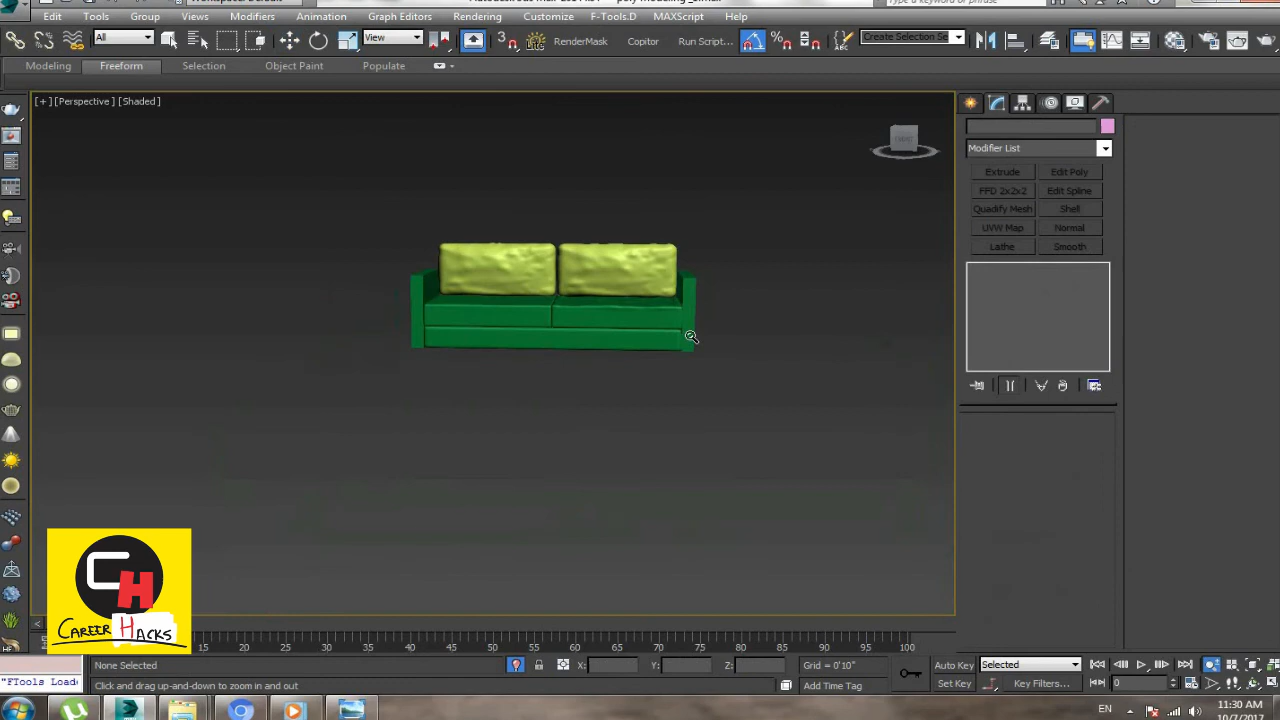 Edit Tools Group Views Modifiers Animation Graph Editors Rendering Customize F-Tools.D MAXScript Help
All View RenderMask Copitor Run Script... Create Selection Se
Modeling Freeform Selection Object Paint Populate
[+] [Perspective] [Shaded]
Modifier List
Extrude Edit Poly
FFD 2x2x2 Edit Spline
Quadify Mesh Shell
UVW Map Normal
Lathe Smooth
CH
CAREER HACKS
15 20 25 30 35 40 45 50 55 60 65 70 75 80 85 90 95 100
None Selected X: Y: Z: Grid = 0'10" Auto Key Selected
"FTools Load Click and drag up-and-down to zoom in and out Add Time Tag Set Key Key Filters... 0
EN 11:30 AM
10/7/2017